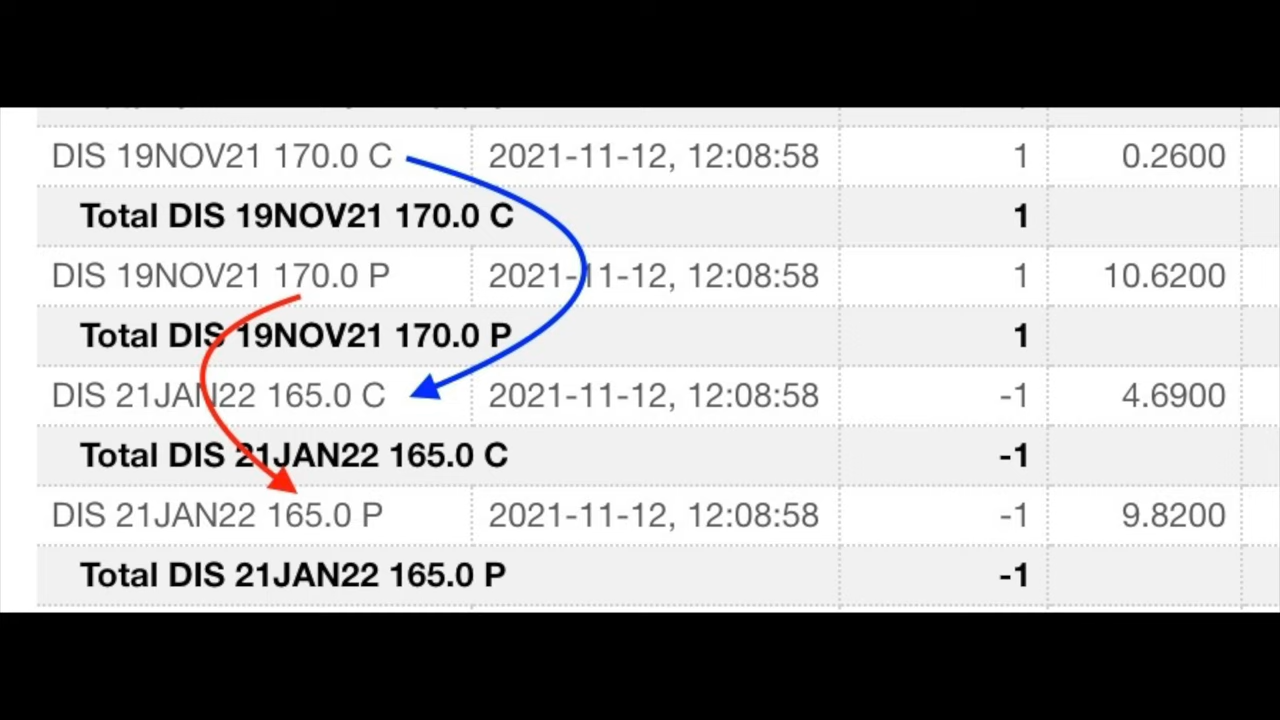 DIS 19NOV21 170.0 C 2021-11-12, 12:08:58 1 0.2600
Total DIS 19NOV21 170.0 C 1
DIS 19NOV21 170.0 P 2021-11-12, 12:08:58 1 10.6200
Total DIS 19NOV21 170.0 P 1
DIS 21JAN22 165.0 C 2021-11-12, 12:08:58 -1 4.6900
Total DIS 21JAN22 165.0 C -1
DIS 21JAN22 165.0 P 2021-11-12, 12:08:58 -1 9.8200
Total DIS 21JAN22 165.0 P -1